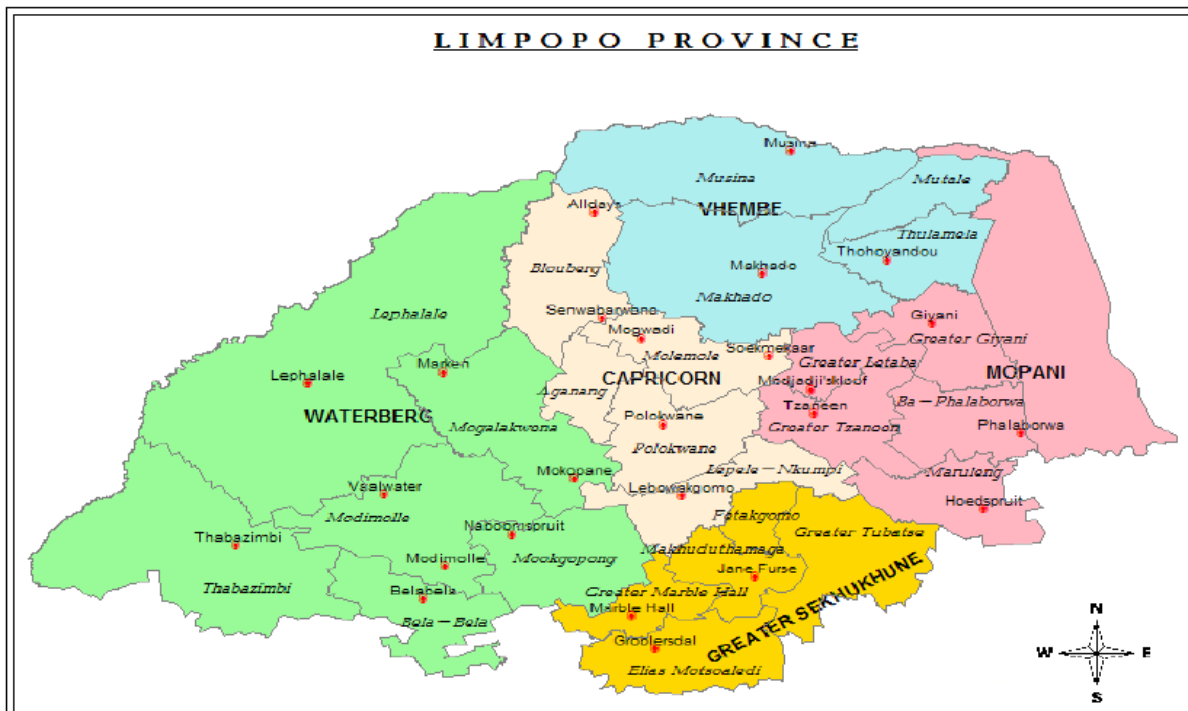 LIMPOPO PROVINCE
Musina
Musina
Mutale
Alldays
VHEMBE
Thulamela
Thohoyandou
Blouberg
Makhado
Makhado
Lephalale
Senwabarwana
Mogwadi
Giyani
Greater Giyani
Molemole
Soekmekaar
Greater Letaba
Marken
Lephalale
Aganang
CAPRICORN
Modjadji'skloof
MOPANI
WATERBERG
Tzaneen
Ba-Phalaborwa
Polokwane
Greater Tzaneen
Phalaborwa
Mogalakwena
Polokwane
Mokopane
Lepele-Nkumpi
Maruleng
Vaalwater
Lebowakgomo
Hoedspruit
Modimolle
Fetakgomo
Naboomspruit
Greater Tubatse
Thabazimbi
Modimolle
Mookgopong
Makhuduthamaga
Jane Furse
Thabazimbi
Belabela
Greater Marble Hall
Marble Hall
Bela-Bela
GREATER SEKHUKHUNE
Groblersdal
Elias Motsoaledi
N
W E
S